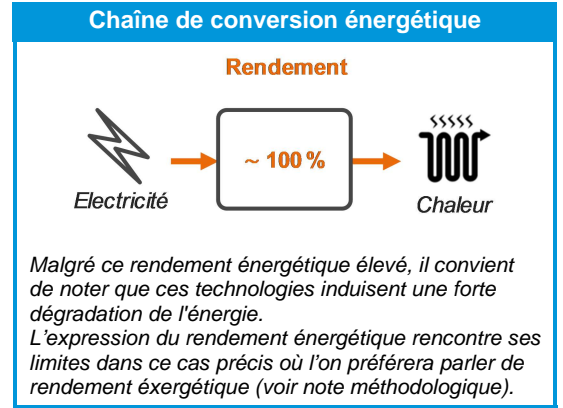 Chaîne de conversion énergétique
Rendement
~ 100 %
Electricité
Chaleur
Malgré ce rendement énergétique élevé, il convient
de noter que ces technologies induisent une forte
dégradation de l'énergie.
L’expression du rendement énergétique rencontre ses
limites dans ce cas précis où l’on préférera parler de
rendement éxergétique (voir note méthodologique).